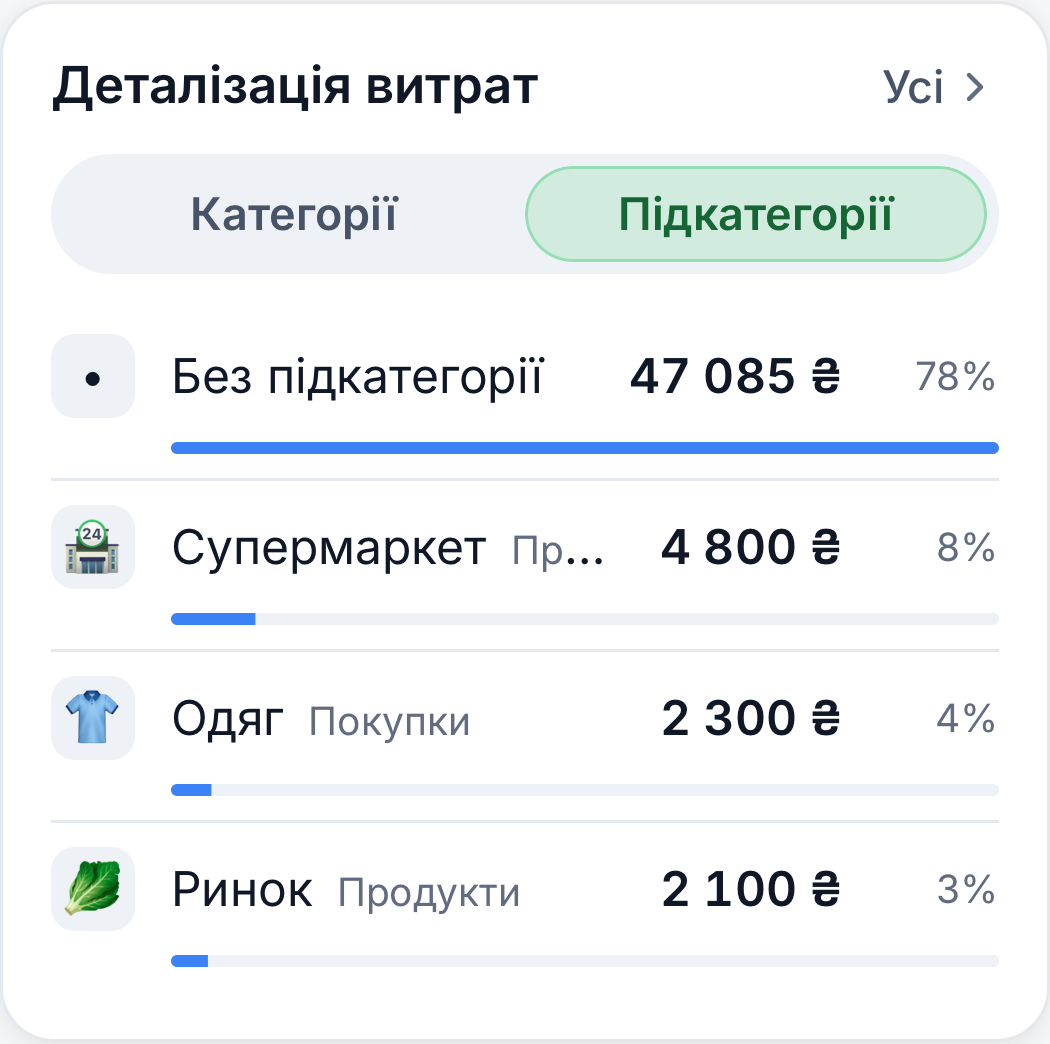 Деталізація витрат Усі
Категорії Підкатегорії
Без підкатегорії 47 085 ₴ 78%
24
Супермаркет Пр... 4 800 ₴ 8%
Одяг Покупки 2 300 ₴ 4%
Ринок Продукти 2 100 ₴ 3%